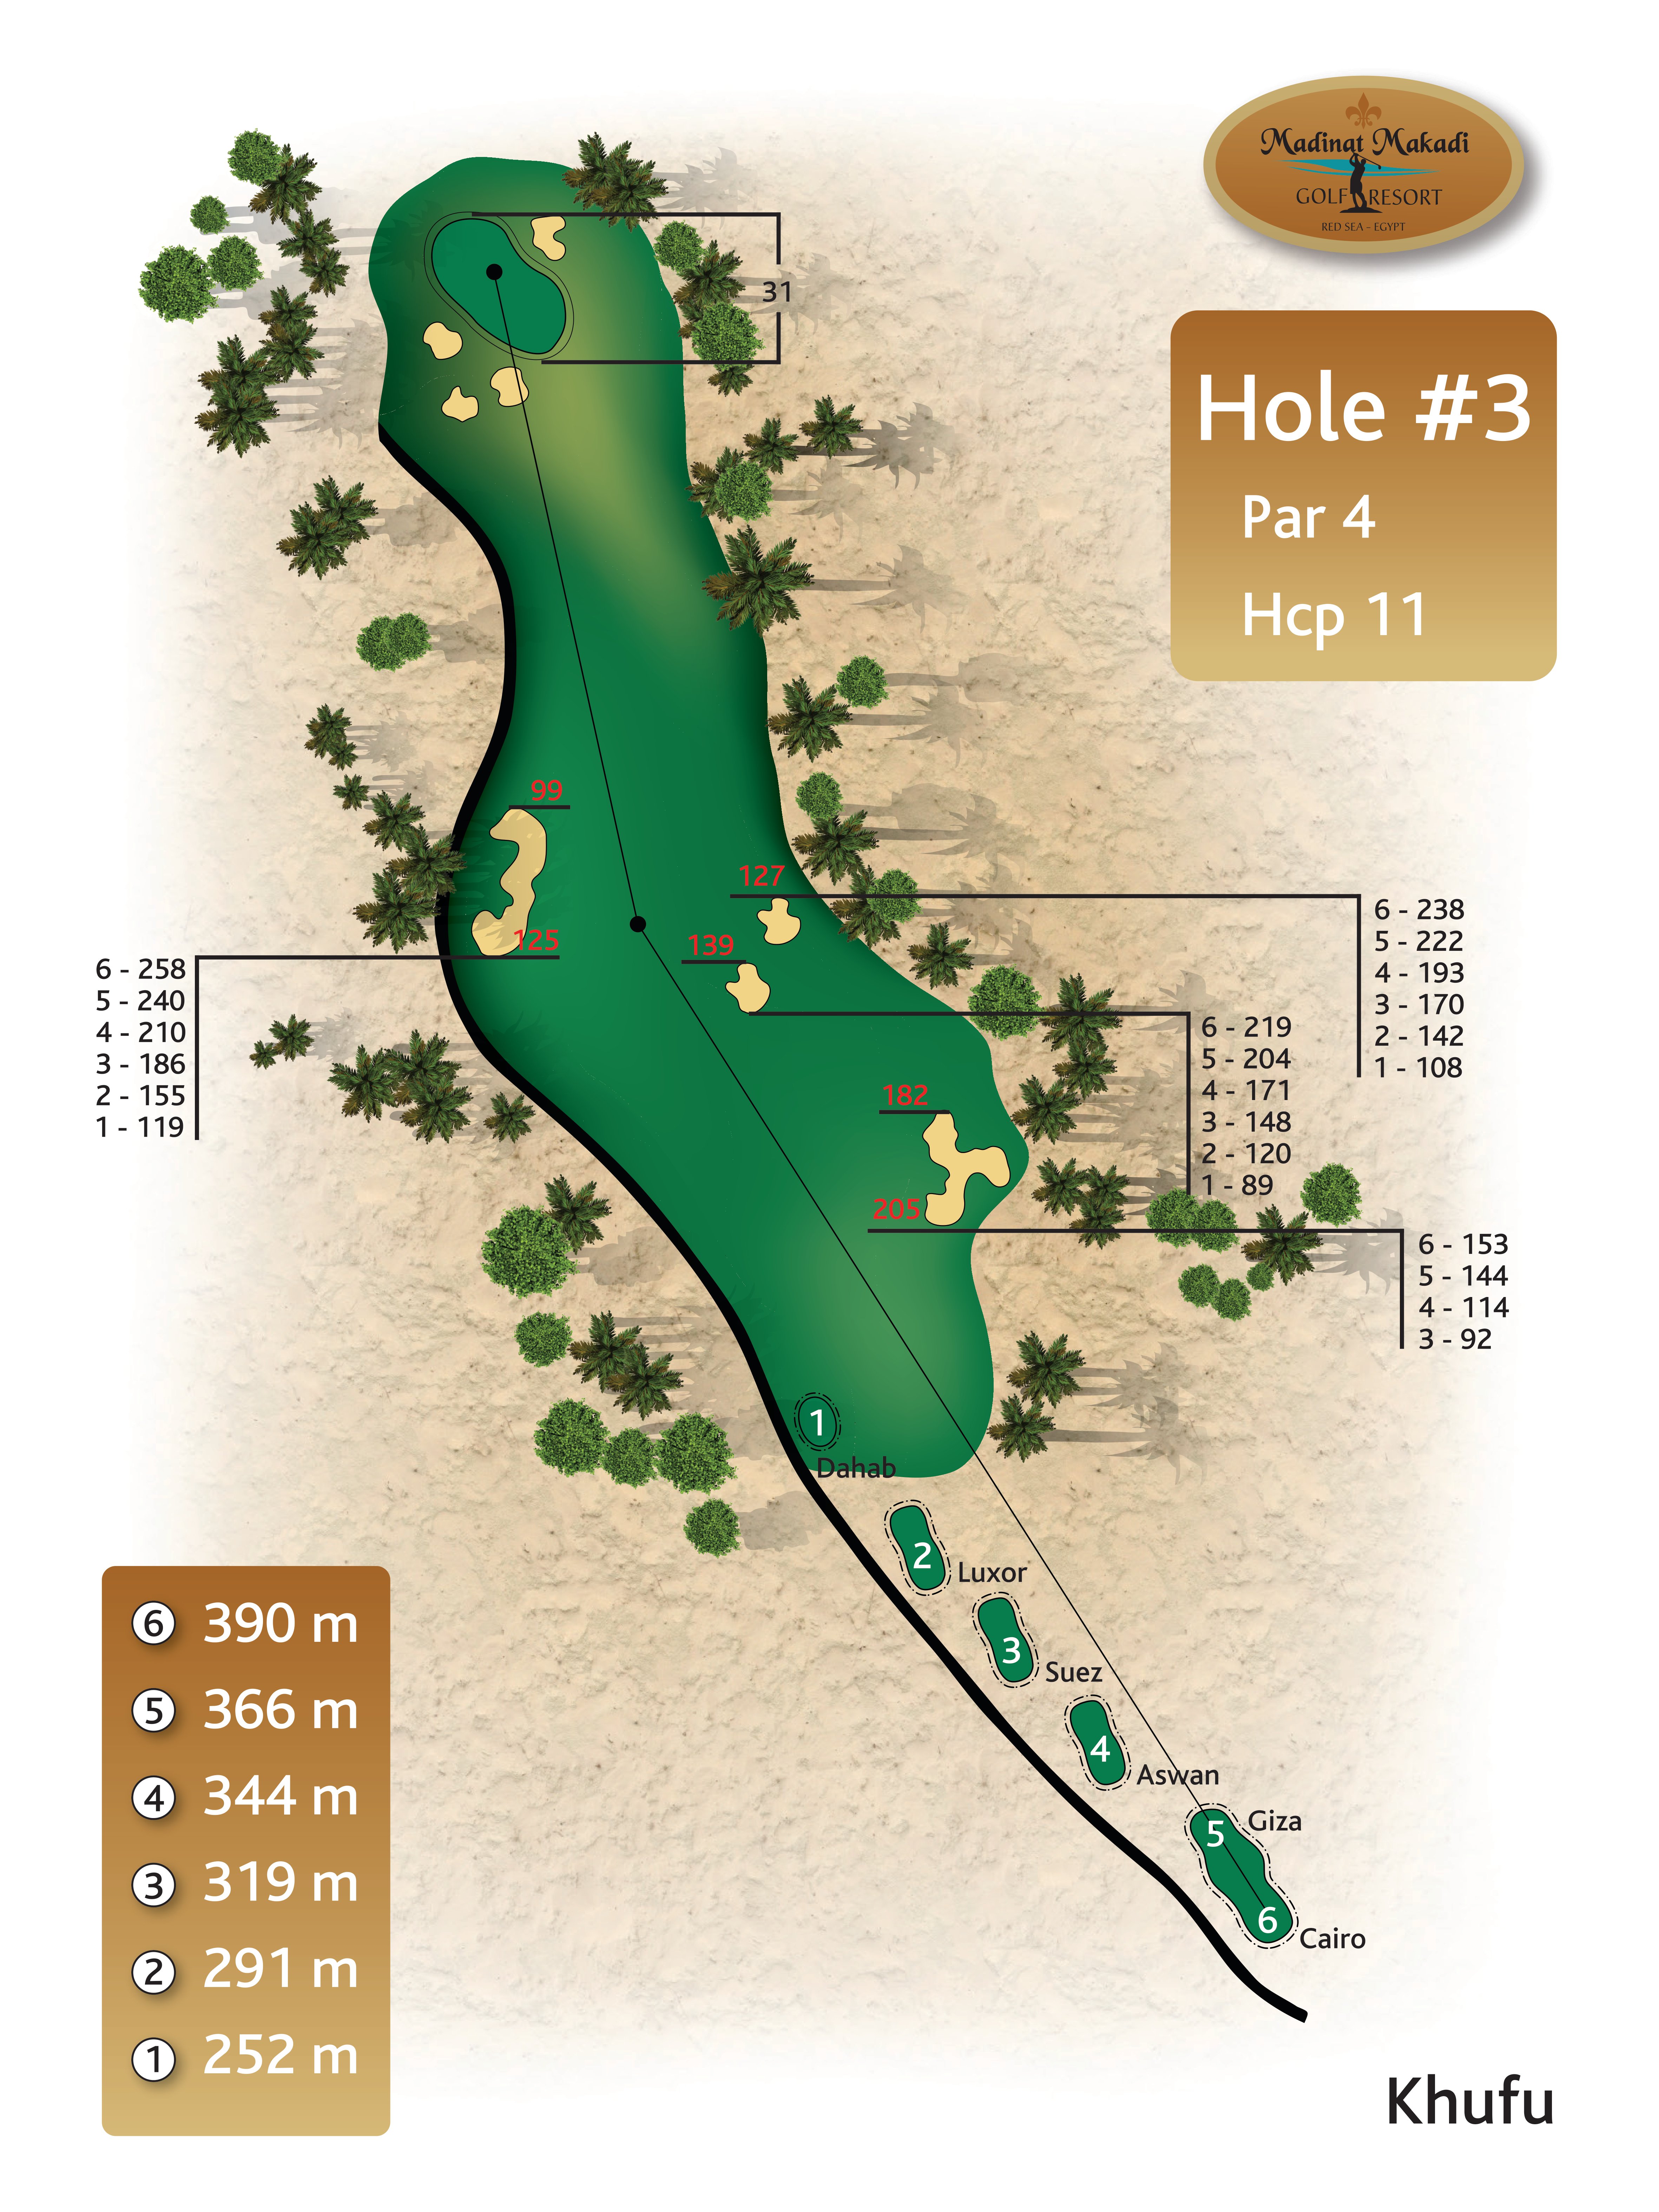 Madinat Makadi
GOLF RESORT
RED SEA – EGYPT
31
Hole #3
Par 4
Hcp 11
99
125
6 - 258
5 - 240
4 - 210
3 - 186
2 - 155
1 - 119
127
6 - 238
5 - 222
4 - 193
3 - 170
2 - 142
1 - 108
139
6 - 219
5 - 204
4 - 171
3 - 148
2 - 120
1 - 89
182
205
6 - 153
5 - 144
4 - 114
3 - 92
1
Dahab
2
Luxor
3
Suez
4
Aswan
5
Giza
6
Cairo
6 390 m
5 366 m
4 344 m
3 319 m
2 291 m
1 252 m
Khufu